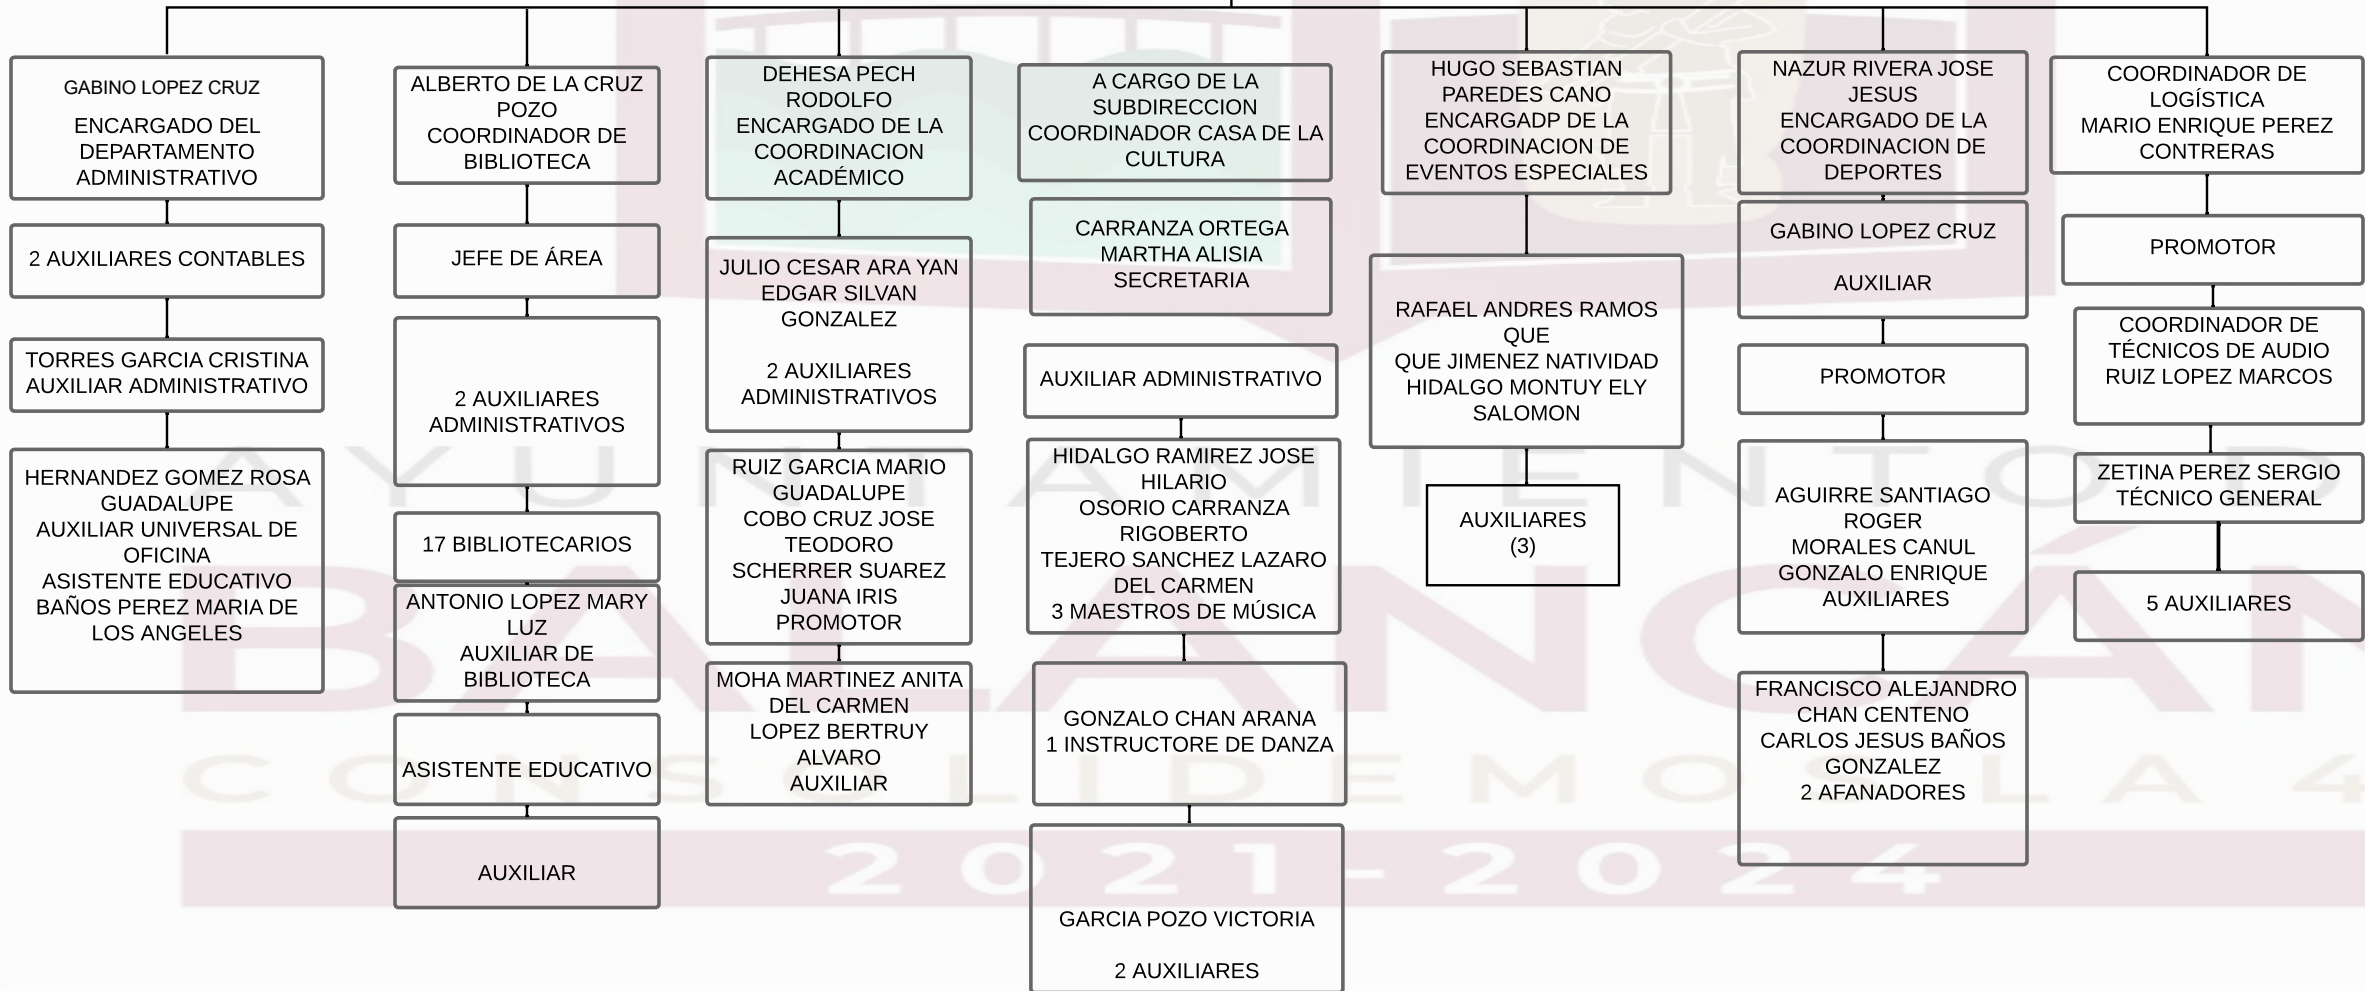 GABINO LOPEZ CRUZ
ENCARGADO DEL
DEPARTAMENTO
ADMINISTRATIVO
2 AUXILIARES CONTABLES
TORRES GARCIA CRISTINA
AUXILIAR ADMINISTRATIVO
HERNANDEZ GOMEZ ROSA
GUADALUPE
AUXILIAR UNIVERSAL DE
OFICINA
ASISTENTE EDUCATIVO
BAÑOS PEREZ MARIA DE
LOS ANGELES
ALBERTO DE LA CRUZ
POZO
COORDINADOR DE
BIBLIOTECA
JEFE DE ÁREA
2 AUXILIARES
ADMINISTRATIVOS
17 BIBLIOTECARIOS
ANTONIO LOPEZ MARY
LUZ
AUXILIAR DE
BIBLIOTECA
ASISTENTE EDUCATIVO
AUXILIAR
DEHESA PECH
RODOLFO
ENCARGADO DE LA
COORDINACION
ACADÉMICO
JULIO CESAR ARA YAN
EDGAR SILVAN
GONZALEZ
2 AUXILIARES
ADMINISTRATIVOS
RUIZ GARCIA MARIO
GUADALUPE
COBO CRUZ JOSE
TEODORO
SCHERRER SUAREZ
JUANA IRIS
PROMOTOR
MOHA MARTINEZ ANITA
DEL CARMEN
LOPEZ BERTRUY
ALVARO
AUXILIAR
A CARGO DE LA
SUBDIRECCION
COORDINADOR CASA DE LA
CULTURA
CARRANZA ORTEGA
MARTHA ALISIA
SECRETARIA
AUXILIAR ADMINISTRATIVO
HIDALGO RAMIREZ JOSE
HILARIO
OSORIO CARRANZA
RIGOBERTO
TEJERO SANCHEZ LAZARO
DEL CARMEN
3 MAESTROS DE MÚSICA
GONZALO CHAN ARANA
1 INSTRUCTORE DE DANZA
GARCIA POZO VICTORIA
2 AUXILIARES
HUGO SEBASTIAN
PAREDES CANO
ENCARGADP DE LA
COORDINACION DE
EVENTOS ESPECIALES
RAFAEL ANDRES RAMOS
QUE
QUE JIMENEZ NATIVIDAD
HIDALGO MONTUY ELY
SALOMON
AUXILIARES
(3)
NAZUR RIVERA JOSE
JESUS
ENCARGADO DE LA
COORDINACION DE
DEPORTES
GABINO LOPEZ CRUZ
AUXILIAR
PROMOTOR
AGUIRRE SANTIAGO
ROGER
MORALES CANUL
GONZALO ENRIQUE
AUXILIARES
FRANCISCO ALEJANDRO
CHAN CENTENO
CARLOS JESUS BAÑOS
GONZALEZ
2 AFANADORES
COORDINADOR DE
LOGÍSTICA
MARIO ENRIQUE PEREZ
CONTRERAS
PROMOTOR
COORDINADOR DE
TÉCNICOS DE AUDIO
RUIZ LOPEZ MARCOS
ZETINA PEREZ SERGIO
TÉCNICO GENERAL
5 AUXILIARES
AYUNTAMIENTO D
BALANCÁN
CONSOLIDEMOS LA 4
2021-2024